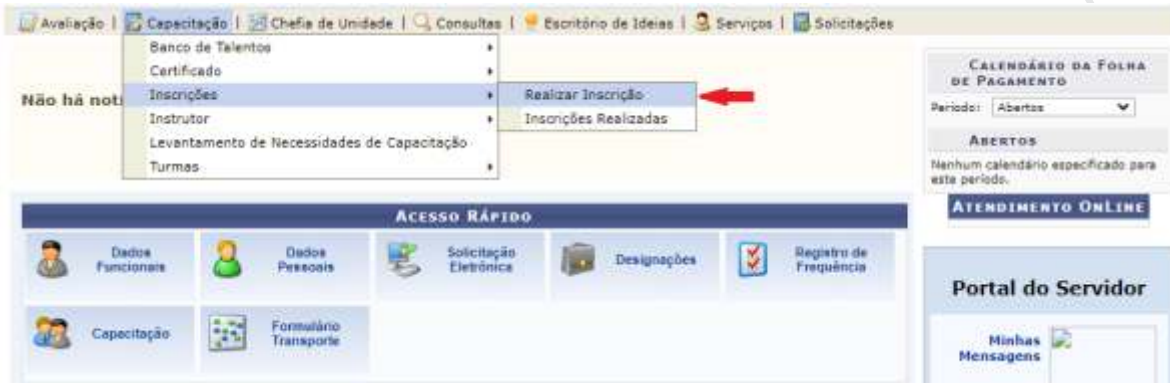 Avaliação | Capacitação | Chefia de Unidade | Consultas | Escritório de Ideias | Serviços | Solicitações
Banco de Talentos
Certificado
Inscrições
Instrutor
Levantamento de Necessidades de Capacitação
Turmas
Realizar Inscrição
Inscrições Realizadas
Não há notí
ACESSO RÁPIDO
Dados
Funcionais
Dados
Pessoais
Solicitação
Eletrônica
Designações
Registro de
Frequência
Capacitação
Formulário
Transporte
CALENDÁRIO DA FOLHA
DE PAGAMENTO
Período: Abertos
ABERTOS
Nenhum calendário especificado para
este período.
ATENDIMENTO ONLINE
Portal do Servidor
Minhas
Mensagens